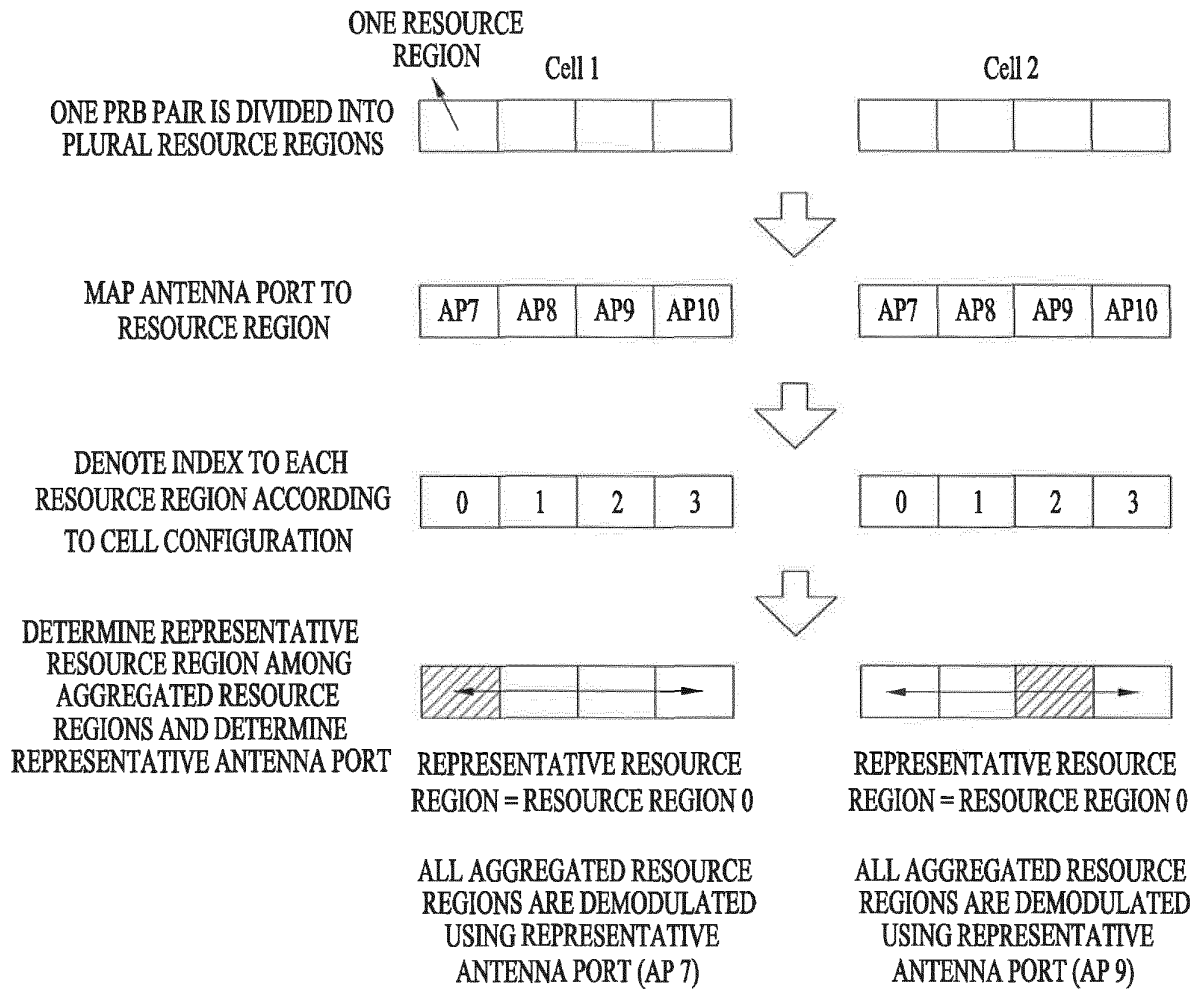 ONE RESOURCE
REGION
Cell 1
Cell 2
ONE PRB PAIR IS DIVIDED INTO
PLURAL RESOURCE REGIONS
MAP ANTENNA PORT TO
RESOURCE REGION
AP7 AP8 AP9 AP10
AP7 AP8 AP9 AP10
DENOTE INDEX TO EACH
RESOURCE REGION ACCORDING
TO CELL CONFIGURATION
0 1 2 3
0 1 2 3
DETERMINE REPRESENTATIVE
RESOURCE REGION AMONG
AGGREGATED RESOURCE
REGIONS AND DETERMINE
REPRESENTATIVE ANTENNA PORT
REPRESENTATIVE RESOURCE
REGION = RESOURCE REGION 0
REPRESENTATIVE RESOURCE
REGION = RESOURCE REGION 0
ALL AGGREGATED RESOURCE
REGIONS ARE DEMODULATED
USING REPRESENTATIVE
ANTENNA PORT (AP 7)
ALL AGGREGATED RESOURCE
REGIONS ARE DEMODULATED
USING REPRESENTATIVE
ANTENNA PORT (AP 9)